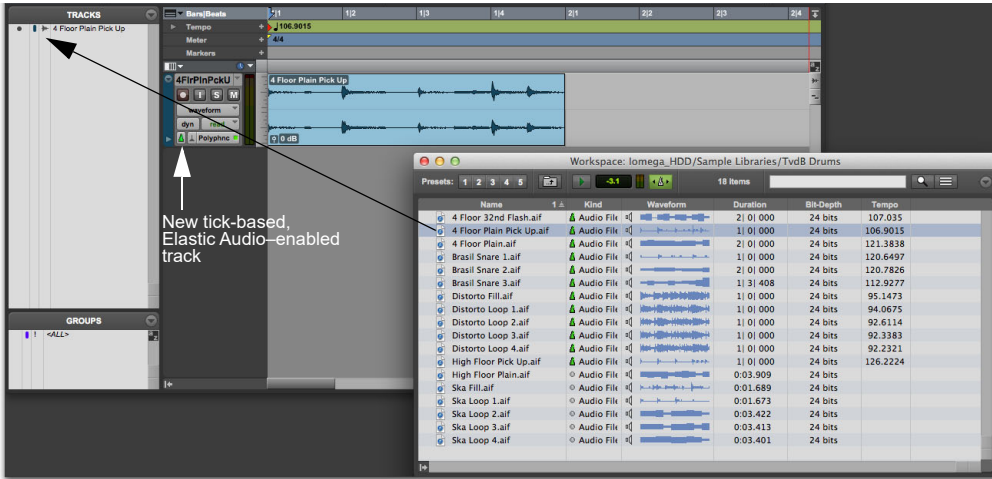 TRACKS
4 Floor Plain Pick Up
Bars|Beats
1|1 1|2 1|3 1|4 2|1 2|2 2|3 2|4
Tempo + 106.9015
Meter + 4/4
Markers +
4FlrPlnPckU
I S M
waveform
dyn read
Polyphnc
4 Floor Plain Pick Up
0 dB
New tick-based,
Elastic Audio–enabled
track
GROUPS
! <ALL>
Workspace: Iomega_HDD/Sample Libraries/TvdB Drums
Presets: 1 2 3 4 5 -3.1 18 items
Name 1 Kind Waveform Duration Bit-Depth Tempo
4 Floor 32nd Flash.aif Audio File 2| 0| 000 24 bits 107.035
4 Floor Plain Pick Up.aif Audio File 1| 0| 000 24 bits 106.9015
4 Floor Plain.aif Audio File 2| 0| 000 24 bits 121.3838
Brasil Snare 1.aif Audio File 1| 0| 000 24 bits 120.6497
Brasil Snare 2.aif Audio File 2| 0| 000 24 bits 120.7826
Brasil Snare 3.aif Audio File 1| 3| 408 24 bits 112.9277
Distorto Fill.aif Audio File 1| 0| 000 24 bits 95.1473
Distorto Loop 1.aif Audio File 1| 0| 000 24 bits 94.0675
Distorto Loop 2.aif Audio File 1| 0| 000 24 bits 92.6114
Distorto Loop 3.aif Audio File 1| 0| 000 24 bits 92.3383
Distorto Loop 4.aif Audio File 1| 0| 000 24 bits 92.2321
High Floor Pick Up.aif Audio File 1| 0| 000 24 bits 126.2224
High Floor Plain.aif Audio File 0:03.909 24 bits
Ska Fill.aif Audio File 0:01.689 24 bits
Ska Loop 1.aif Audio File 0:01.673 24 bits
Ska Loop 2.aif Audio File 0:03.422 24 bits
Ska Loop 3.aif Audio File 0:03.413 24 bits
Ska Loop 4.aif Audio File 0:03.401 24 bits